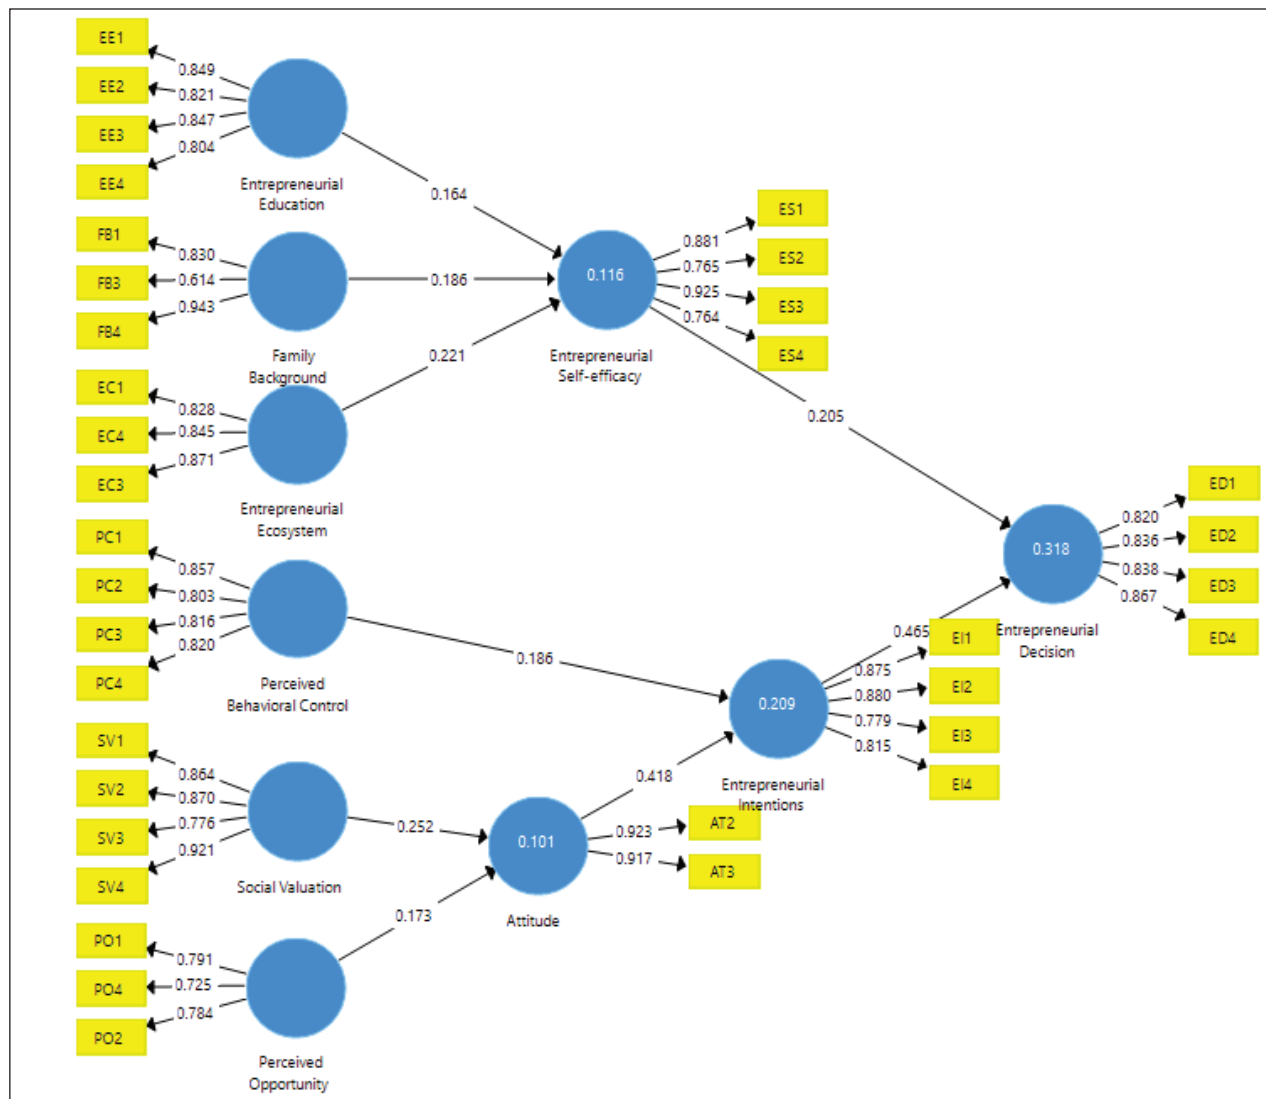 EE1
EE2
EE3
EE4
0.849
0.821
0.847
0.804
Entrepreneurial
Education
0.164
FB1
FB3
FB4
0.830
0.614
0.943
Family
Background
0.186
EC1
EC4
EC3
0.828
0.845
0.871
Entrepreneurial
Ecosystem
0.221
0.116
Entrepreneurial
Self-efficacy
0.881
0.765
0.925
0.764
ES1
ES2
ES3
ES4
0.205
PC1
PC2
PC3
PC4
0.857
0.803
0.816
0.820
Perceived
Behavioral Control
0.186
0.209
Entrepreneurial
Intentions
0.465
0.875
0.880
0.779
0.815
EI1
EI2
EI3
EI4
0.318
Entrepreneurial
Decision
0.820
0.836
0.838
0.867
ED1
ED2
ED3
ED4
SV1
SV2
SV3
SV4
0.864
0.870
0.776
0.921
Social Valuation
0.252
0.101
Attitude
0.418
0.923
0.917
AT2
AT3
PO1
PO4
PO2
0.791
0.725
0.784
Perceived
Opportunity
0.173